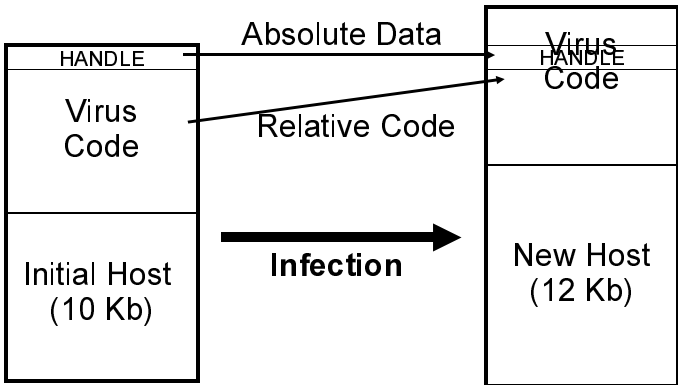 Absolute Data
HANDLE
Virus
Code
Relative Code
Initial Host
(10 Kb)
Infection
Virus
HANDLE
Code
New Host
(12 Kb)